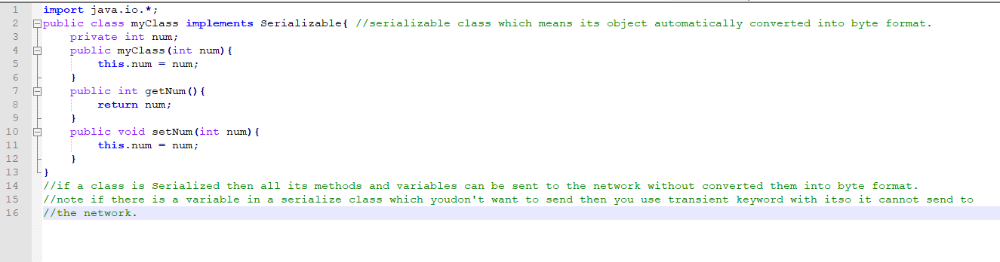 1 import java.io.*;
2 public class myClass implements Serializable{ //serializable class which means its object automatically converted into byte format.
3 private int num;
4 public myClass(int num){
5 this.num = num;
6 }
7 public int getNum(){
8 return num;
9 }
10 public void setNum(int num){
11 this.num = num;
12 }
13 }
14 //if a class is Serialized then all its methods and variables can be sent to the network without converted them into byte format.
15 //note if there is a variable in a serialize class which youdon't want to send then you use transient keyword with itso it cannot send to
16 //the network.